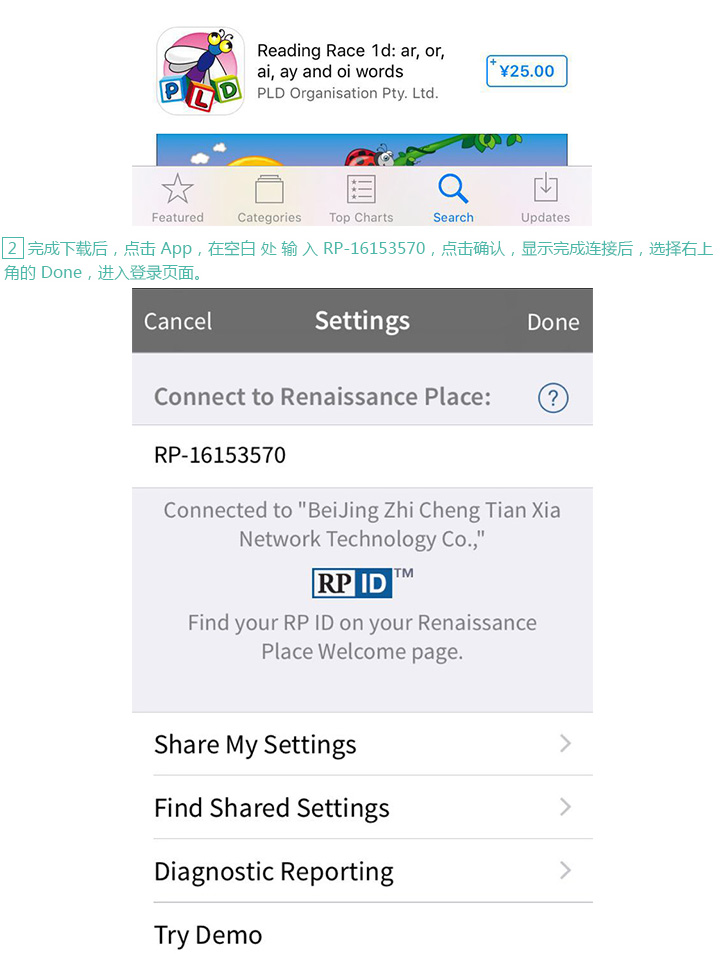 Reading Race 1d: ar, or,
ai, ay and oi words
PLD Organisation Pty. Ltd.
+ ¥25.00
PLD
Featured Categories Top Charts Search Updates
2 完成下载后，点击 App，在空白 处 输 入 RP-16153570，点击确认，显示完成连接后，选择右上
角的 Done，进入登录页面。
Cancel Settings Done
Connect to Renaissance Place: ?
RP-16153570
Connected to "BeiJing Zhi Cheng Tian Xia
Network Technology Co.,"
RP ID™
Find your RP ID on your Renaissance
Place Welcome page.
Share My Settings
Find Shared Settings
Diagnostic Reporting
Try Demo